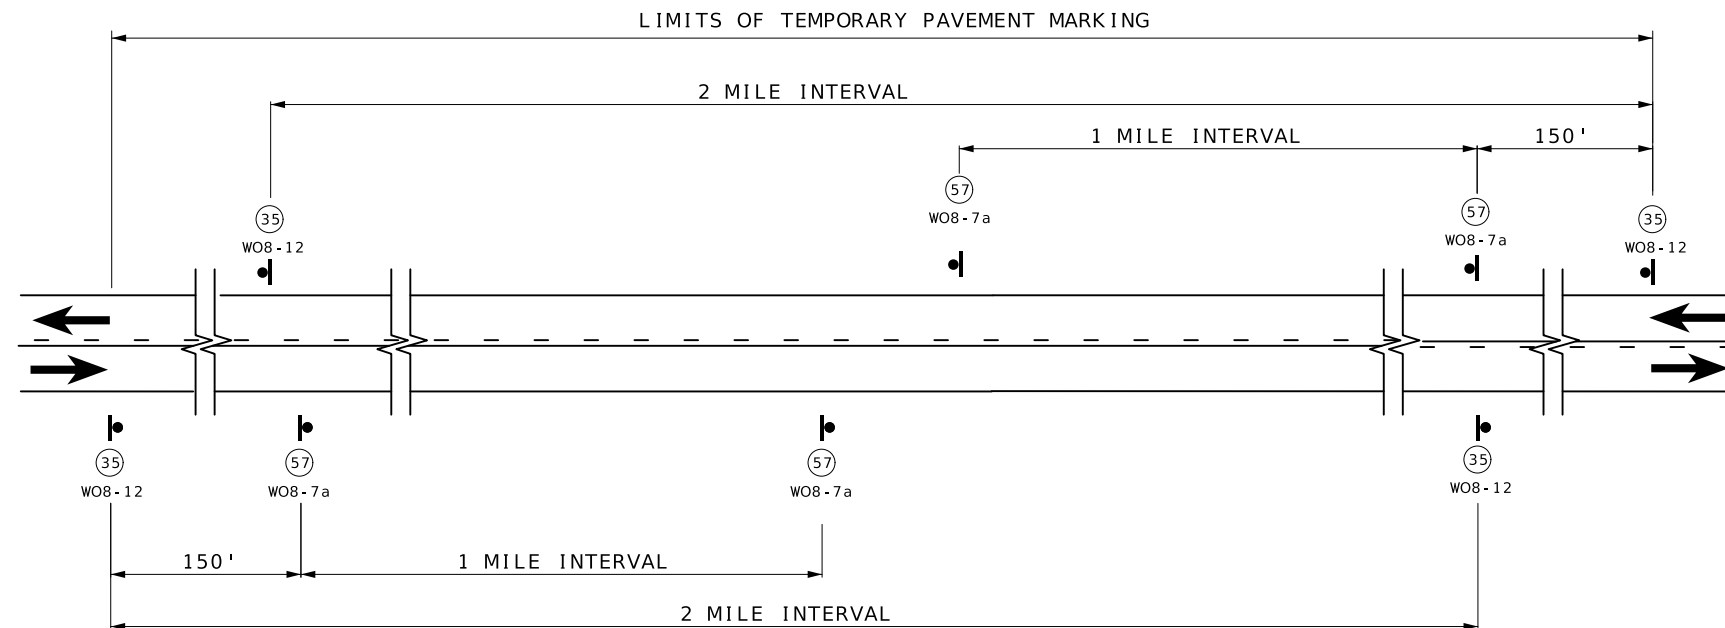 LIMITS OF TEMPORARY PAVEMENT MARKING
2 MILE INTERVAL
1 MILE INTERVAL 150'
57
WO8-7a
57
WO8-7a
35
WO8-12
35
WO8-12
35
WO8-12
57
WO8-7a
57
WO8-7a
35
WO8-12
150' 1 MILE INTERVAL
2 MILE INTERVAL